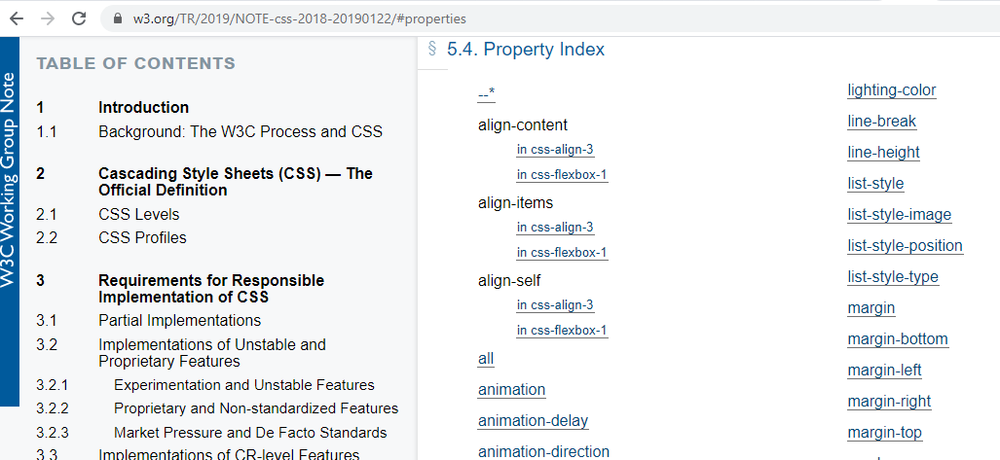 w3.org/TR/2019/NOTE-css-2018-20190122/#properties
W3C Working Group Note
TABLE OF CONTENTS
1 Introduction
1.1 Background: The W3C Process and CSS
2 Cascading Style Sheets (CSS) — The
Official Definition
2.1 CSS Levels
2.2 CSS Profiles
3 Requirements for Responsible
Implementation of CSS
3.1 Partial Implementations
3.2 Implementations of Unstable and
Proprietary Features
3.2.1 Experimentation and Unstable Features
3.2.2 Proprietary and Non-standardized Features
3.2.3 Market Pressure and De Facto Standards
3.3 Implementations of CR-level Features
§ 5.4. Property Index
--*
align-content
in css-align-3
in css-flexbox-1
align-items
in css-align-3
in css-flexbox-1
align-self
in css-align-3
in css-flexbox-1
all
animation
animation-delay
animation-direction
lighting-color
line-break
line-height
list-style
list-style-image
list-style-position
list-style-type
margin
margin-bottom
margin-left
margin-right
margin-top